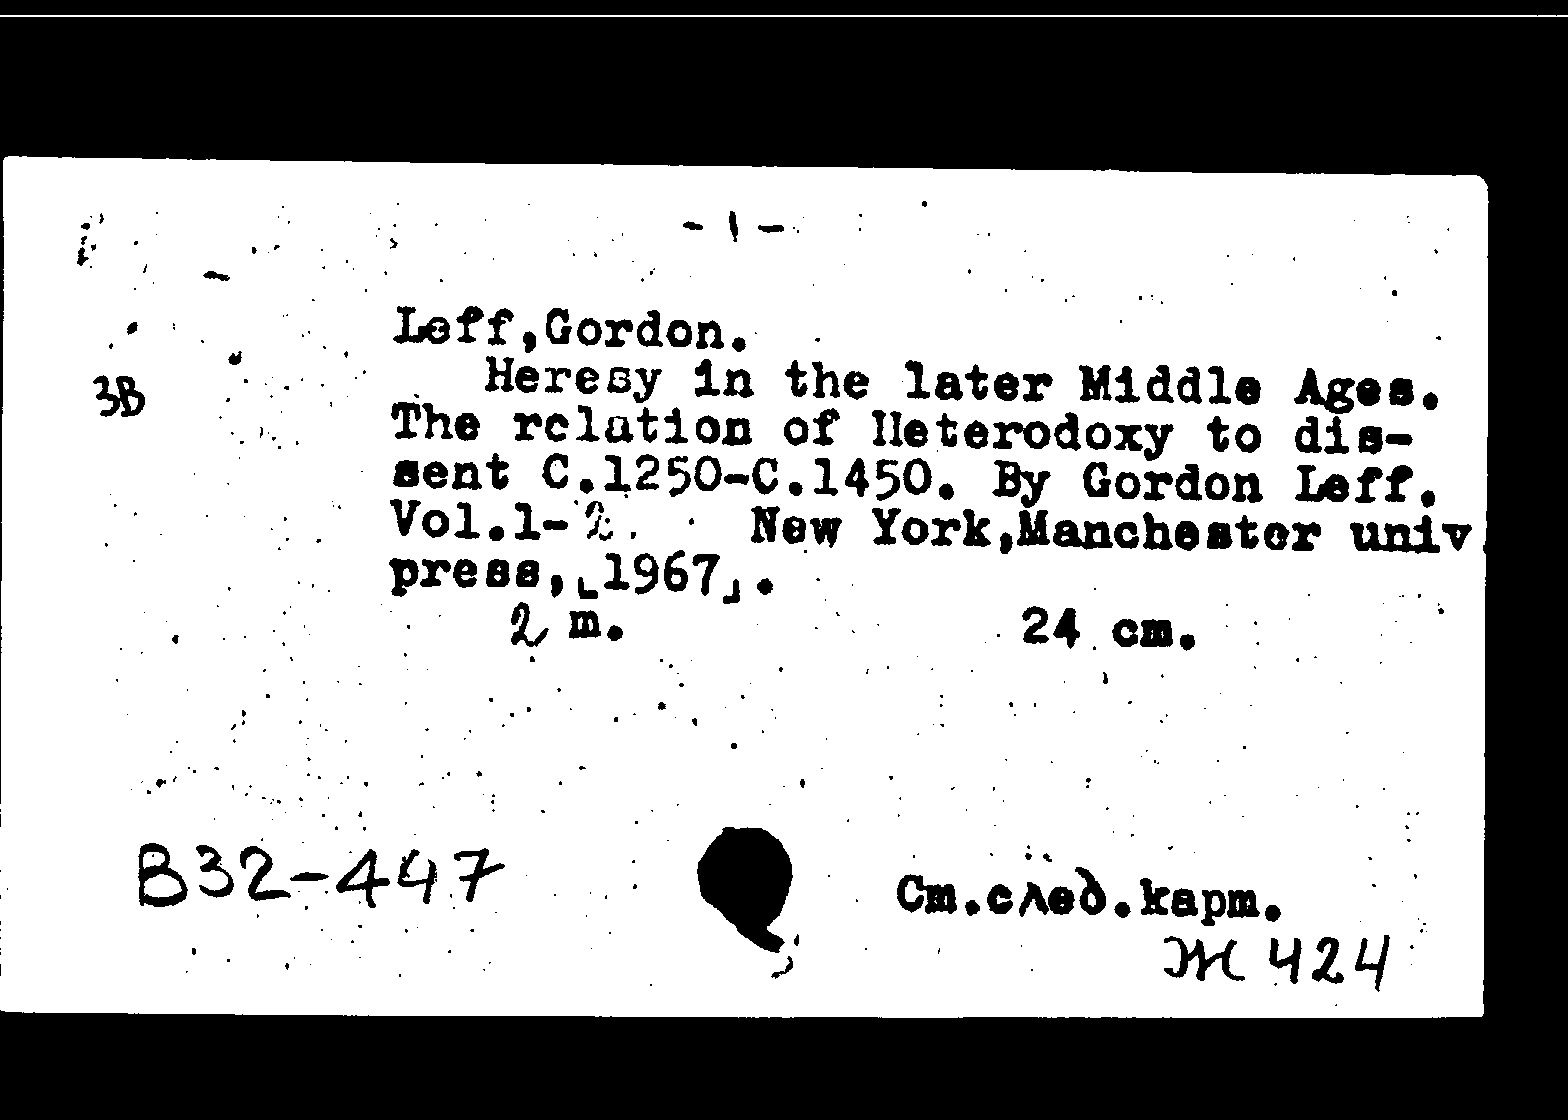 - 1 -
Leff,Gordon.
Heresy in the later Middle Ages.
3B
The relation of Heterodoxy to dis-
sent C.1250-C.1450. By Gordon Leff.
Vol.1-2. New York,Manchester univ.
press,[1967].
2 m. 24 cm.
B32-447
См.след.карт.
Ж 424